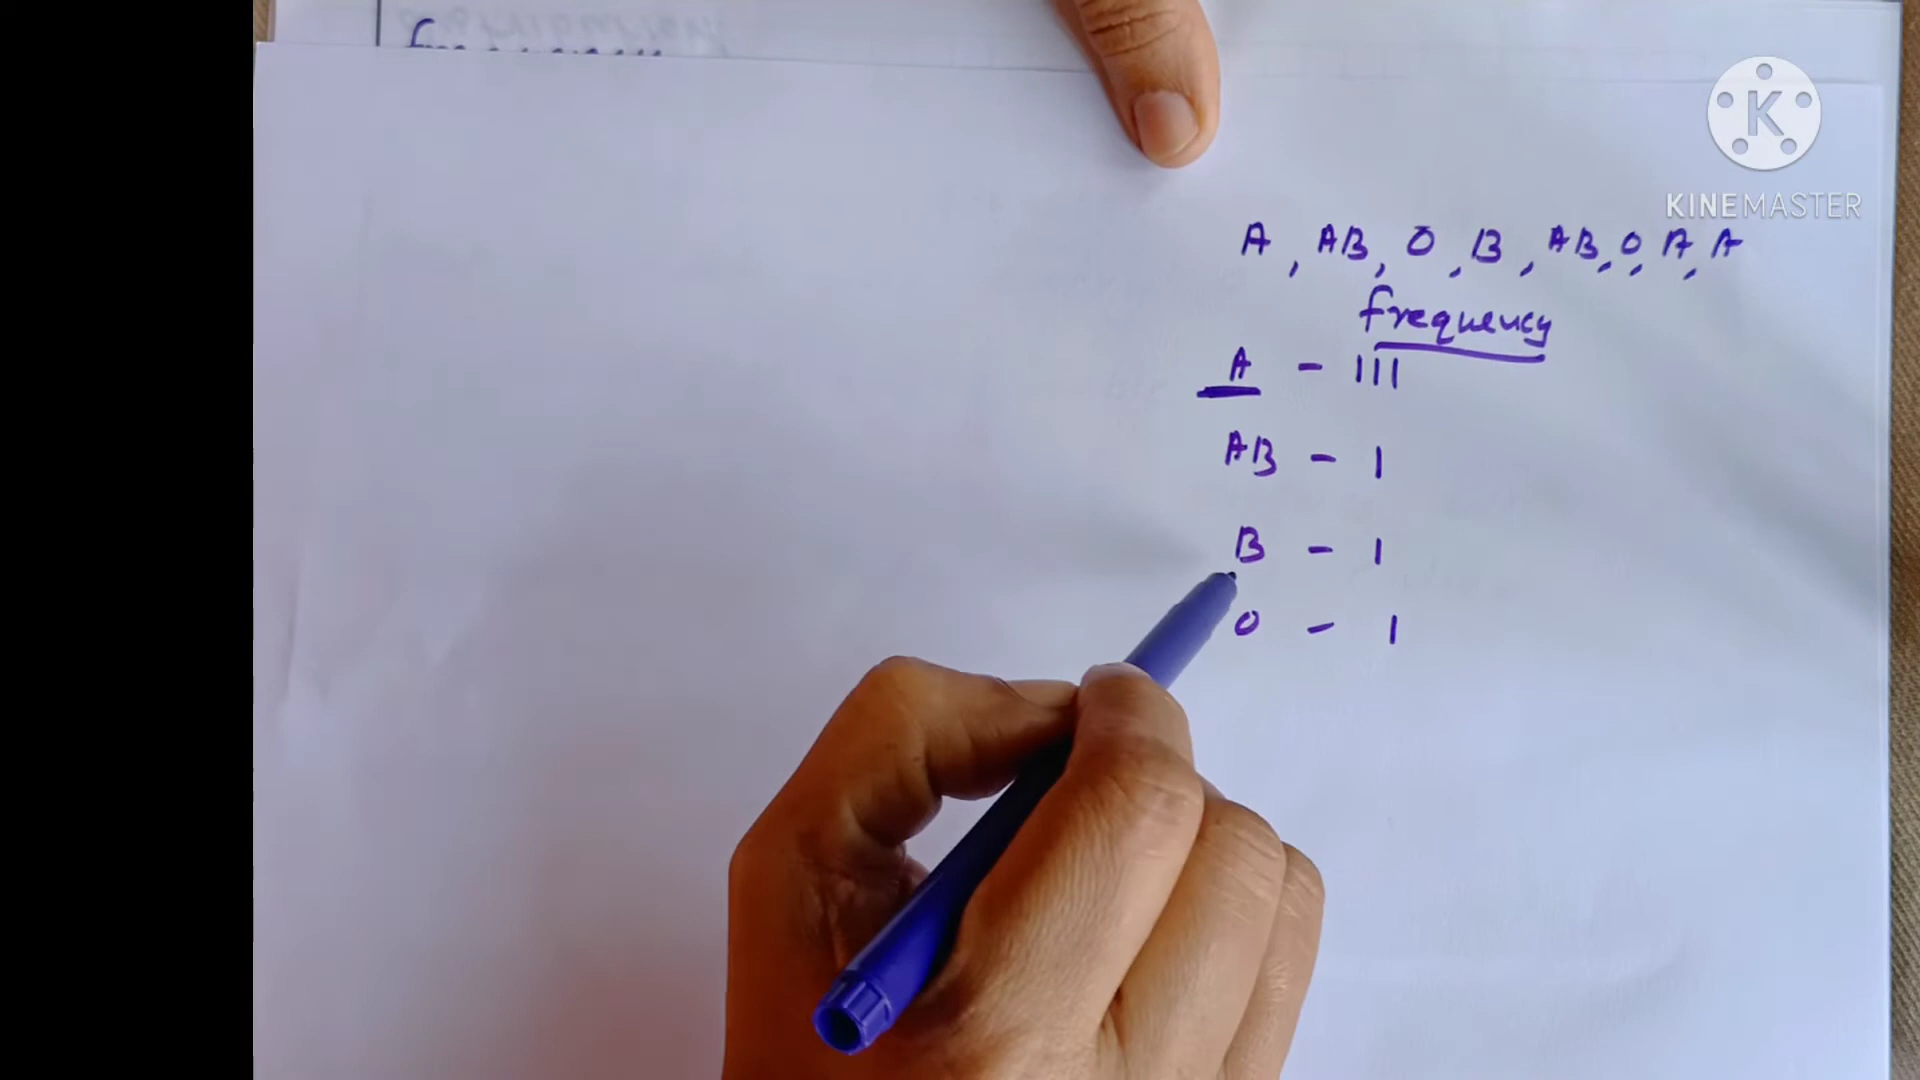 KINEMASTER
A, AB, O, B, AB, O, A, A
frequency
A - III
AB - I
B - I
O - I